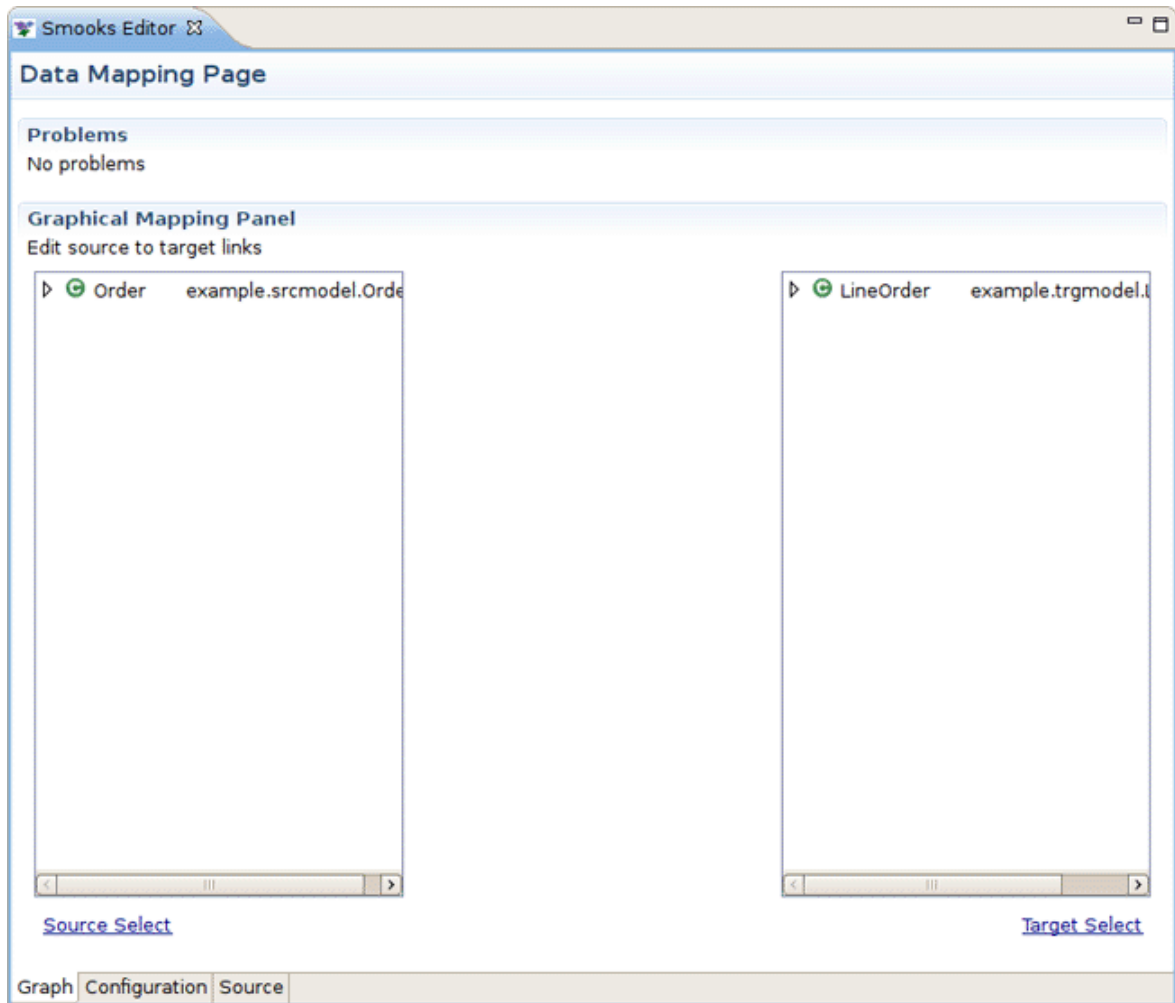 Smooks Editor
Data Mapping Page
Problems
No problems
Graphical Mapping Panel
Edit source to target links
Order example.srcmodel.Orde
LineOrder example.trgmodel.L
Source Select
Target Select
Graph Configuration Source